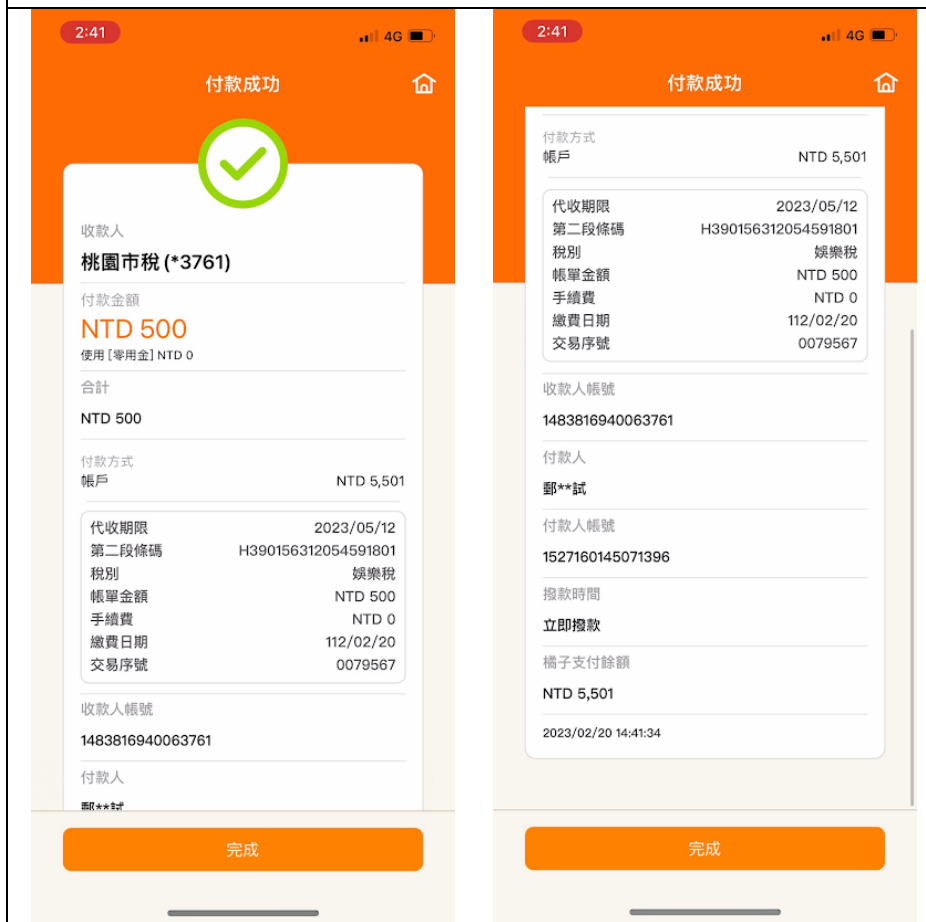 2:41
4G
付款成功
收款人
桃園市稅 (*3761)
付款金額
NTD 500
使用 [零用金] NTD 0
合計
NTD 500
付款方式
帳戶 NTD 5,501
代收期限 2023/05/12
第二段條碼 H390156312054591801
稅別 娛樂稅
帳單金額 NTD 500
手續費 NTD 0
繳費日期 112/02/20
交易序號 0079567
收款人帳號
1483816940063761
付款人
鄄**試
完成
2:41
4G
付款成功
付款方式
帳戶 NTD 5,501
代收期限 2023/05/12
第二段條碼 H390156312054591801
稅別 娛樂稅
帳單金額 NTD 500
手續費 NTD 0
繳費日期 112/02/20
交易序號 0079567
收款人帳號
1483816940063761
付款人
鄄**試
付款人帳號
1527160145071396
撥款時間
立即撥款
橘子支付餘額
NTD 5,501
2023/02/20 14:41:34
完成